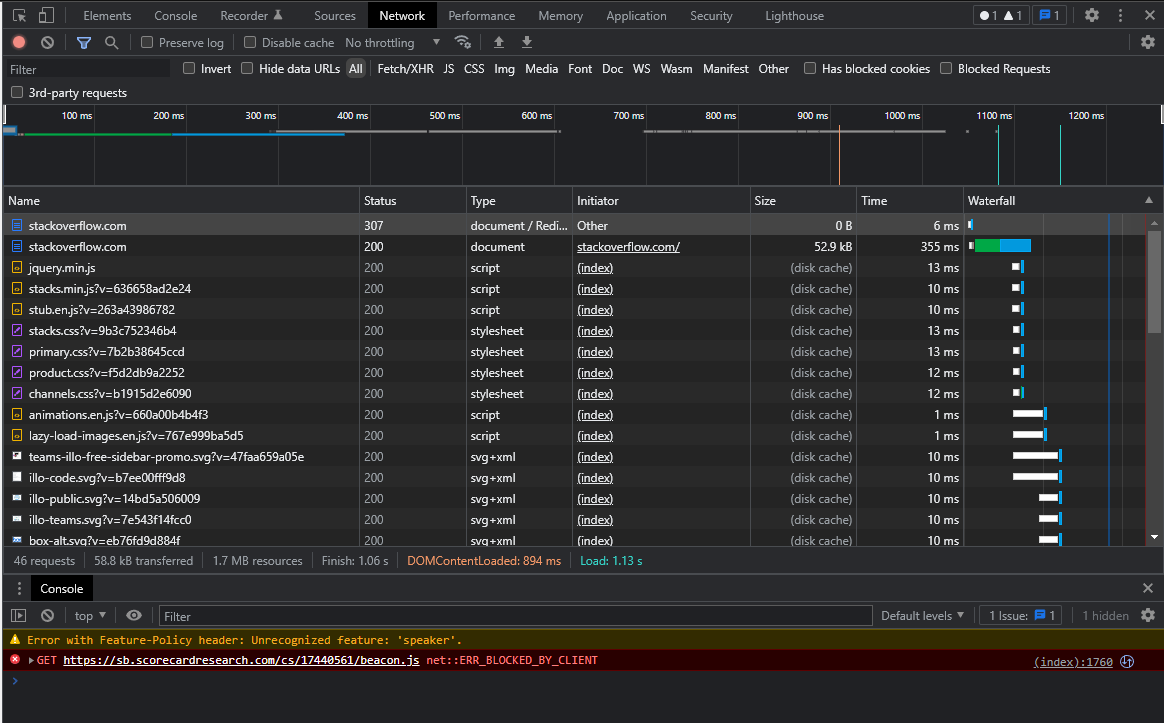 Elements Console Recorder Sources Network Performance Memory Application Security Lighthouse 1 1 1
Preserve log Disable cache No throttling
Filter Invert Hide data URLs All Fetch/XHR JS CSS Img Media Font Doc WS Wasm Manifest Other Has blocked cookies Blocked Requests
3rd-party requests
100 ms 200 ms 300 ms 400 ms 500 ms 600 ms 700 ms 800 ms 900 ms 1000 ms 1100 ms 1200 ms
Name Status Type Initiator Size Time Waterfall
stackoverflow.com 307 document / Redi... Other 0 B 6 ms
stackoverflow.com 200 document stackoverflow.com/ 52.9 kB 355 ms
jquery.min.js 200 script (index) (disk cache) 13 ms
stacks.min.js?v=636658ad2e24 200 script (index) (disk cache) 10 ms
stub.en.js?v=263a43986782 200 script (index) (disk cache) 10 ms
stacks.css?v=9b3c752346b4 200 stylesheet (index) (disk cache) 13 ms
primary.css?v=7b2b38645ccd 200 stylesheet (index) (disk cache) 13 ms
product.css?v=f5d2db9a2252 200 stylesheet (index) (disk cache) 12 ms
channels.css?v=b1915d2e6090 200 stylesheet (index) (disk cache) 12 ms
animations.en.js?v=660a00b4b4f3 200 script (index) (disk cache) 1 ms
lazy-load-images.en.js?v=767e999ba5d5 200 script (index) (disk cache) 1 ms
teams-illo-free-sidebar-promo.svg?v=47faa659a05e 200 svg+xml (index) (disk cache) 10 ms
illo-code.svg?v=b7ee00fff9d8 200 svg+xml (index) (disk cache) 10 ms
illo-public.svg?v=14bd5a506009 200 svg+xml (index) (disk cache) 10 ms
illo-teams.svg?v=7e543f14fcc0 200 svg+xml (index) (disk cache) 10 ms
box-alt.svg?v=eb76fd9d884f 200 svg+xml (index) (disk cache) 10 ms
46 requests 58.8 kB transferred 1.7 MB resources Finish: 1.06 s DOMContentLoaded: 894 ms Load: 1.13 s
Console
top Filter Default levels 1 Issue: 1 1 hidden
Error with Feature-Policy header: Unrecognized feature: 'speaker'.
GET https://sb.scorecardresearch.com/cs/17440561/beacon.js net::ERR_BLOCKED_BY_CLIENT (index):1760